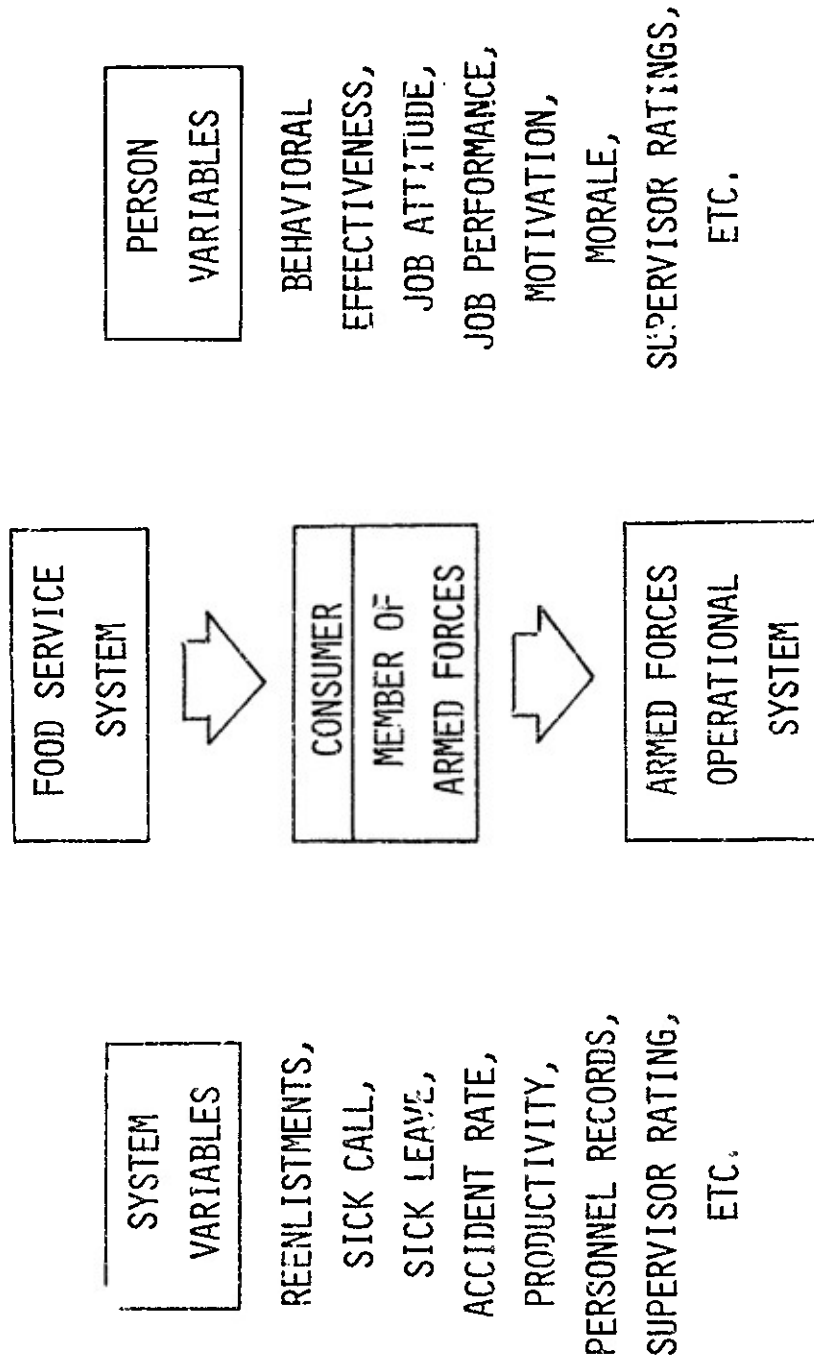 SYSTEM
VARIABLES
REENLISTMENTS,
SICK CALL,
SICK LEAVE,
ACCIDENT RATE,
PRODUCTIVITY,
PERSONNEL RECORDS,
SUPERVISOR RATING,
ETC.
FOOD SERVICE
SYSTEM
CONSUMER
MEMBER OF
ARMED FORCES
ARMED FORCES
OPERATIONAL
SYSTEM
PERSON
VARIABLES
BEHAVIORAL
EFFECTIVENESS,
JOB ATTITUDE,
JOB PERFORMANCE,
MOTIVATION,
MORALE,
SUPERVISOR RATINGS,
ETC.